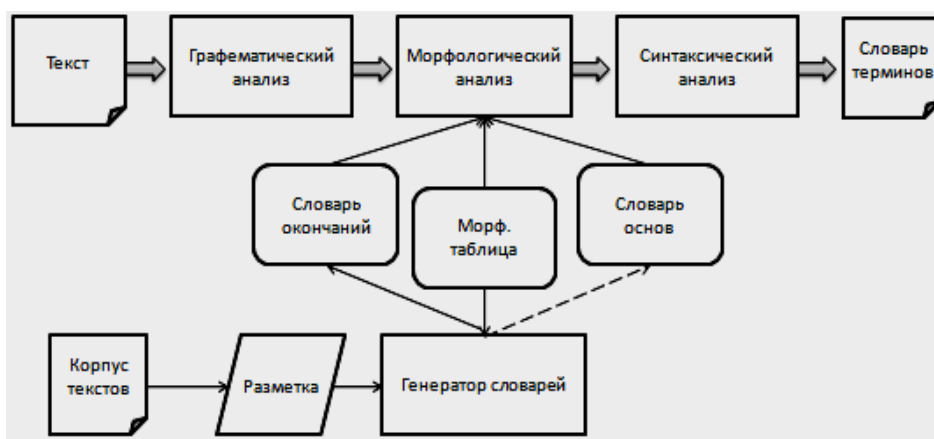 Текст
Графематический
анализ
Морфологический
анализ
Синтаксический
анализ
Словарь
терминов
Словарь
окончаний
Морф.
таблица
Словарь
основ
Корпус
текстов
Разметка
Генератор словарей